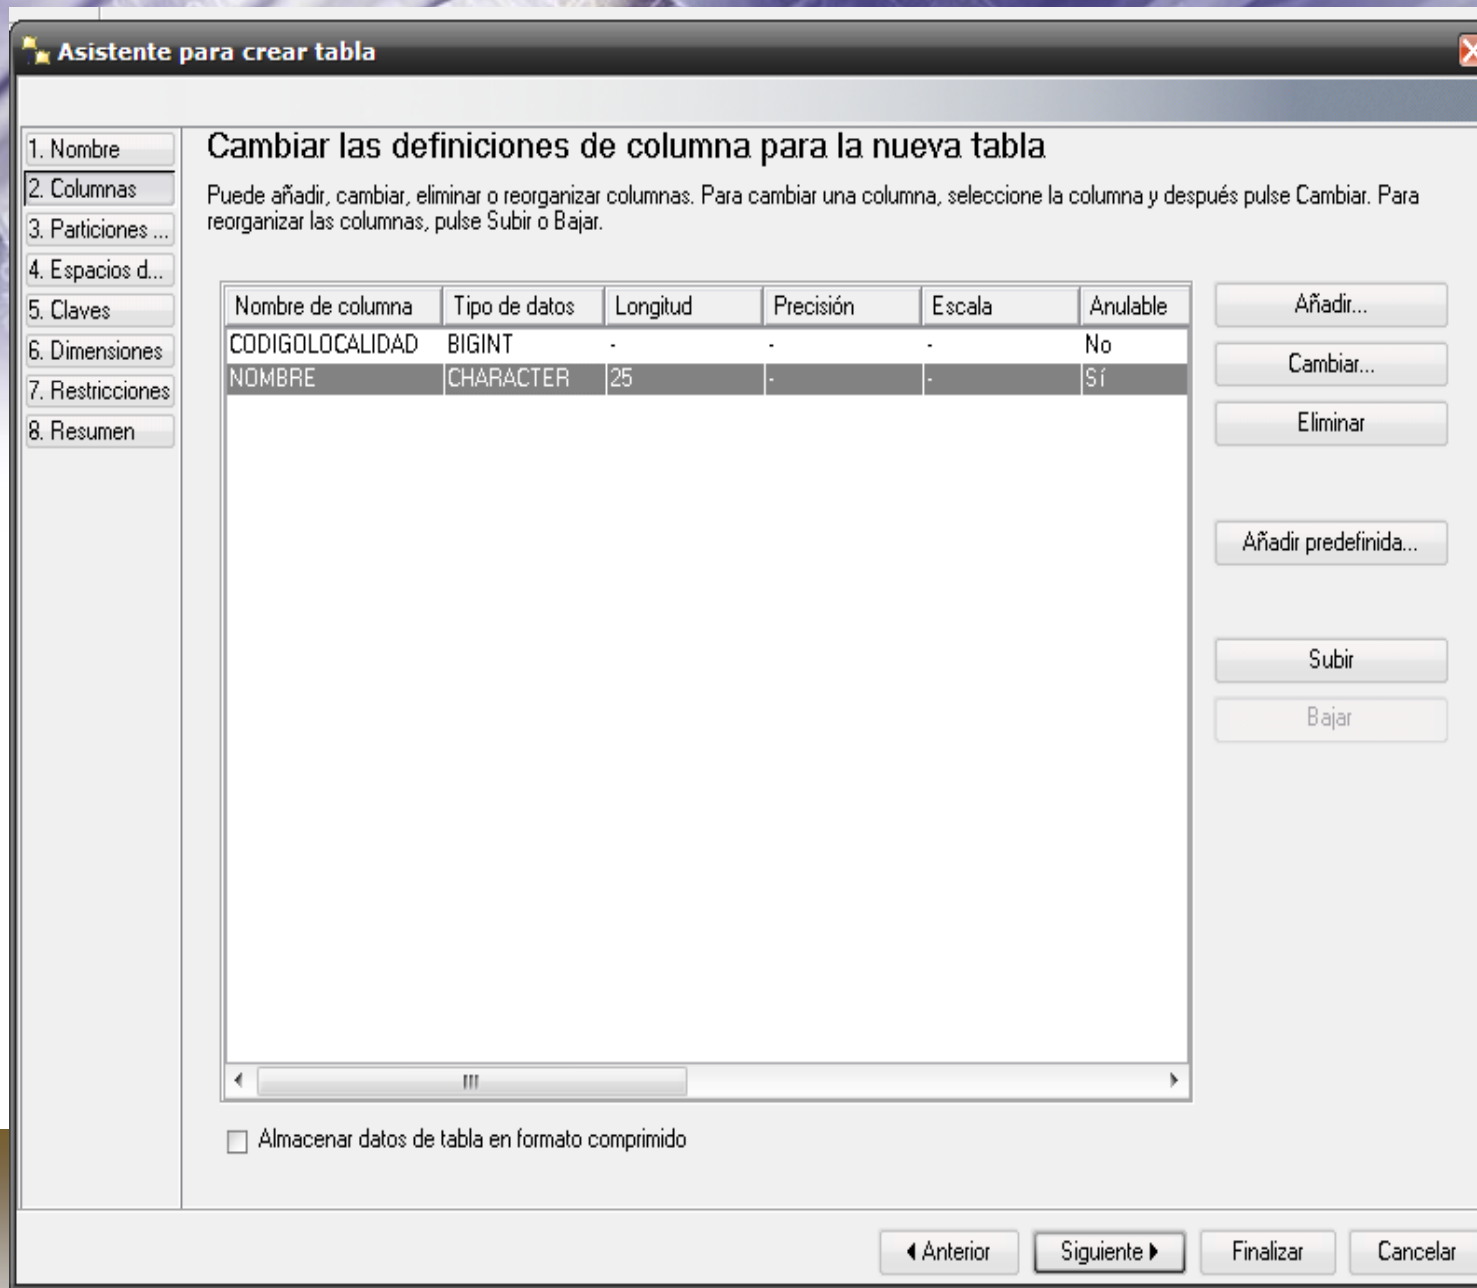 Asistente para crear tabla
1. Nombre
2. Columnas
3. Particiones ...
4. Espacios d...
5. Claves
6. Dimensiones
7. Restricciones
8. Resumen
Cambiar las definiciones de columna para la nueva tabla
Puede añadir, cambiar, eliminar o reorganizar columnas. Para cambiar una columna, seleccione la columna y después pulse Cambiar. Para
reorganizar las columnas, pulse Subir o Bajar.
Nombre de columna Tipo de datos Longitud Precisión Escala Anulable
CODIGOLOCALIDAD BIGINT - - - No
NOMBRE CHARACTER 25 - - Sí
Añadir...
Cambiar...
Eliminar
Añadir predefinida...
Subir
Bajar
Almacenar datos de tabla en formato comprimido
Anterior Siguiente Finalizar Cancelar